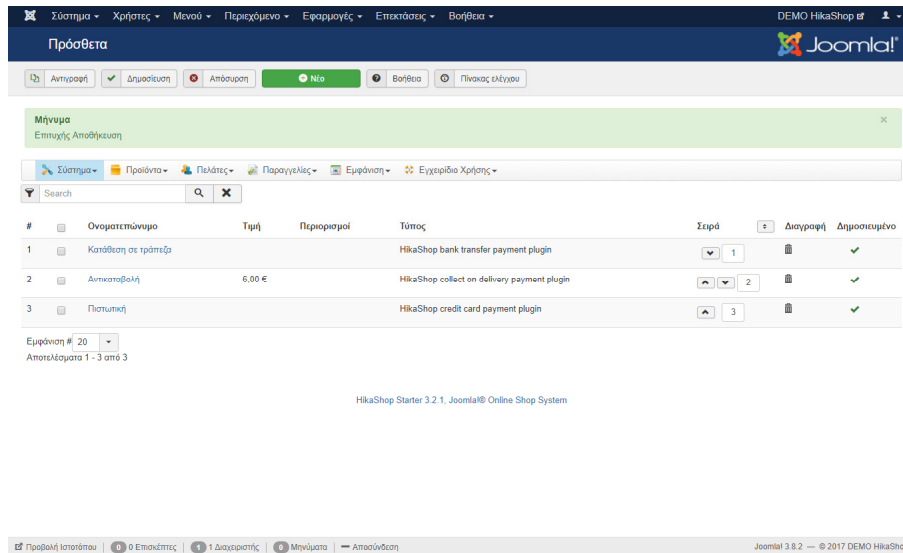 Σύστημα Χρήστες Μενού Περιεχόμενο Εφαρμογές Επεκτάσεις Βοήθεια DEMO HikaShop
Πρόσθετα Joomla!
Αντιγραφή Δημοσίευση Απόσυρση Νέο Βοήθεια Πίνακας ελέγχου
Μήνυμα ×
Επιτυχής Αποθήκευση
Σύστημα Προϊόντα Πελάτες Παραγγελίες Εμφάνιση Εγχειρίδιο Χρήσης
Search
# Ονοματεπώνυμο Τιμή Περιορισμοί Τύπος Σειρά Διαγραφή Δημοσιευμένο
1 Κατάθεση σε τράπεζα HikaShop bank transfer payment plugin 1
2 Αντικαταβολή 6,00 € HikaShop collect on delivery payment plugin 2
3 Πιστωτική HikaShop credit card payment plugin 3
Εμφάνιση # 20
Αποτελέσματα 1 - 3 από 3
HikaShop Starter 3.2.1, Joomla!® Online Shop System
Προβολή Ιστοτόπου | 0 0 Επισκέπτες | 1 1 Διαχειριστής | 0 Μηνύματα | Αποσύνδεση Joomla! 3.8.2 — © 2017 DEMO HikaSho